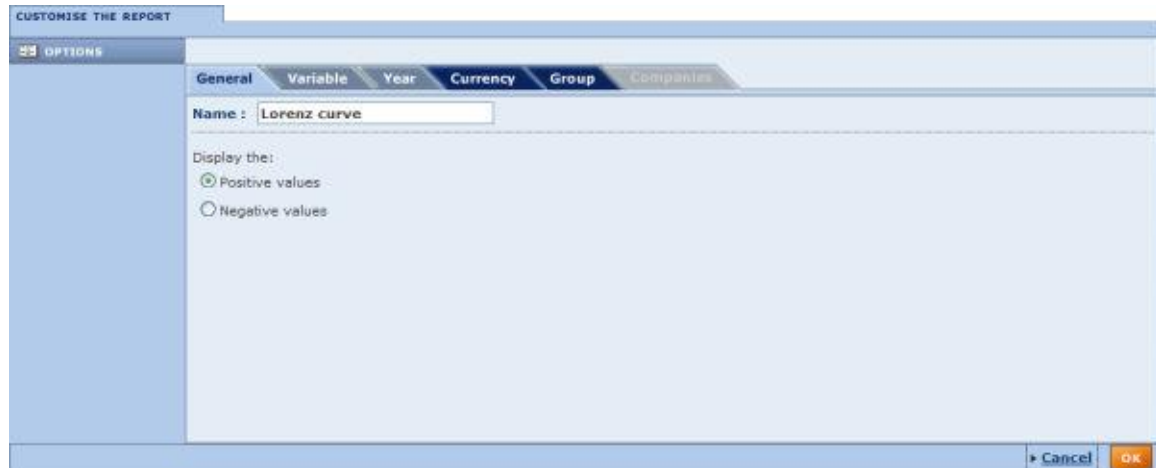 CUSTOMISE THE REPORT
OPTIONS
General Variable Year Currency Group Companies
Name : Lorenz curve
Display the:
Positive values
Negative values
Cancel OK